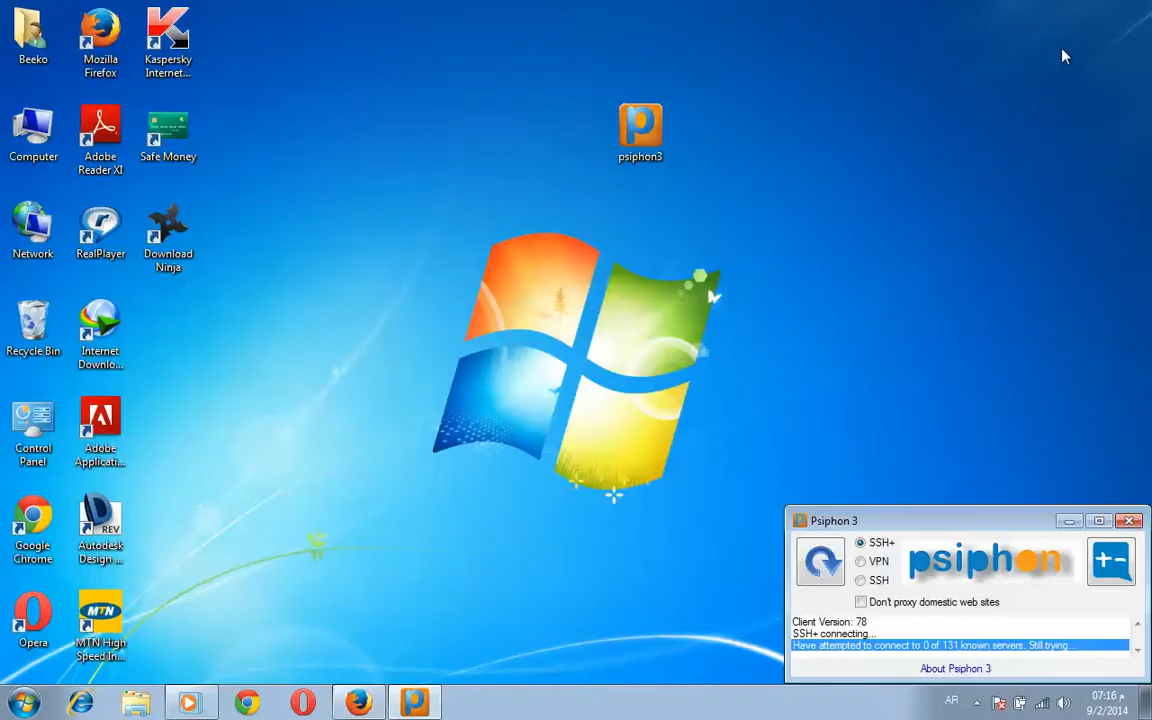 Beeko
Mozilla
Firefox
Kaspersky
Internet...
psiphon3
Computer
Adobe
Reader XI
Safe Money
Network
RealPlayer
Download
Ninja
Recycle Bin
Internet
Downlo...
Control
Panel
Adobe
Applicati...
Google
Chrome
REV
Autodesk
Design ...
Opera
MTN
MTN High
Speed In...
Psiphon 3
SSH+
VPN
SSH
psiphon
Don't proxy domestic web sites
Client Version: 78
SSH+ connecting...
Have attempted to connect to 0 of 131 known servers. Still trying...
About Psiphon 3
AR
07:16 م
9/2/2014